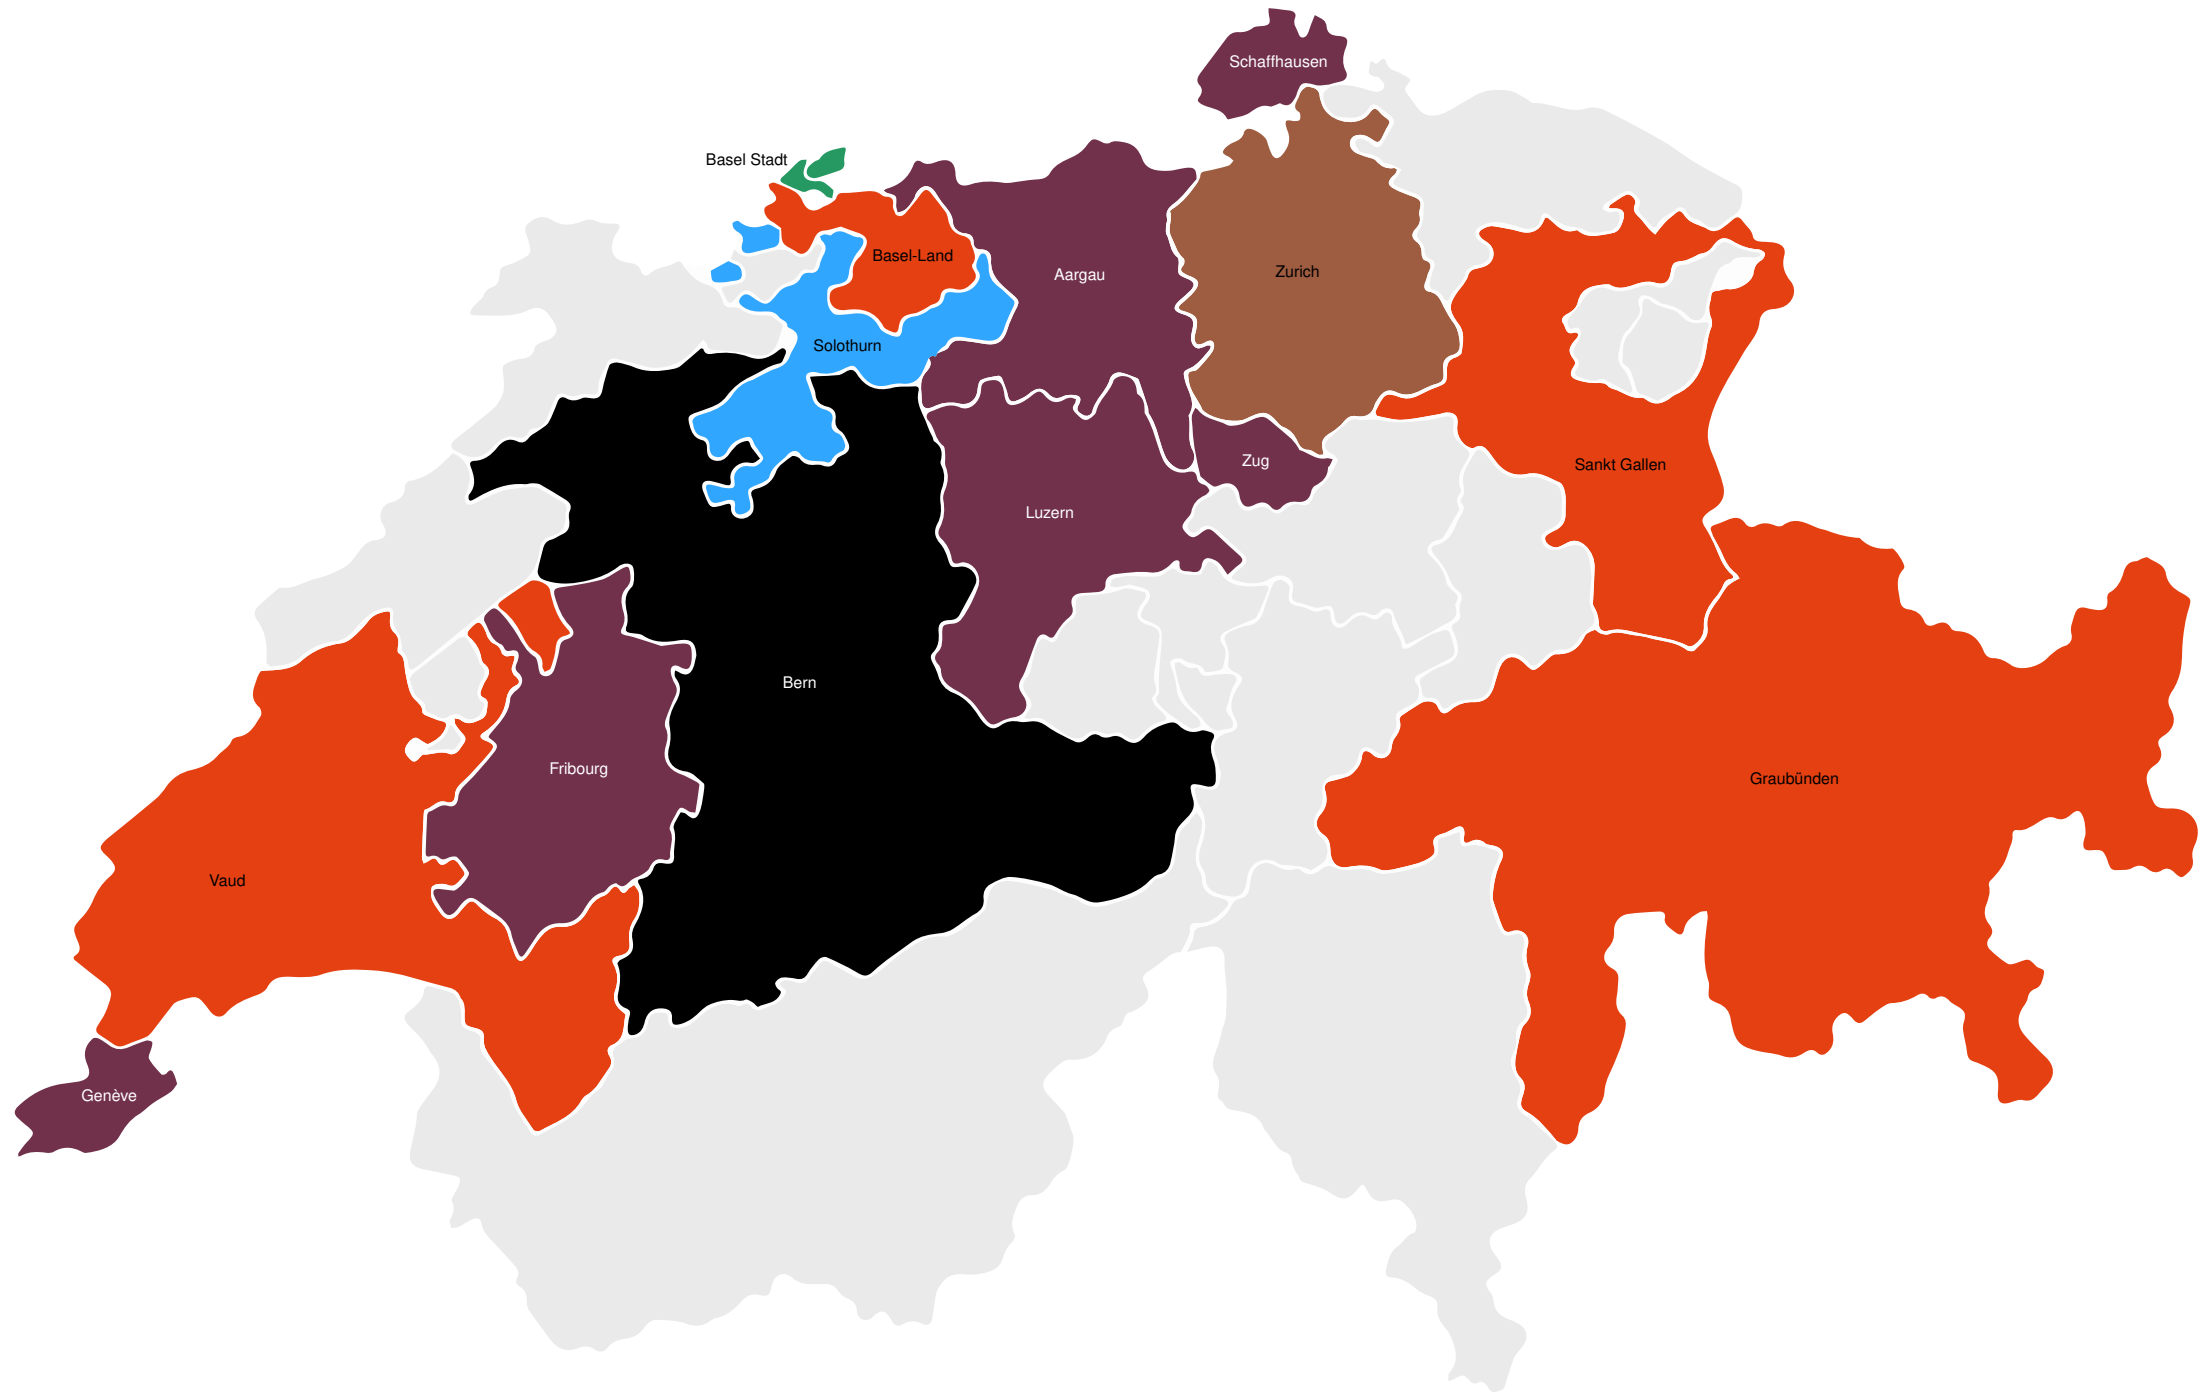 Schaffhausen
Basel Stadt
Basel-Land
Aargau
Zurich
Solothurn
Zug
Sankt Gallen
Luzern
Bern
Fribourg
Graubünden
Vaud
Genève